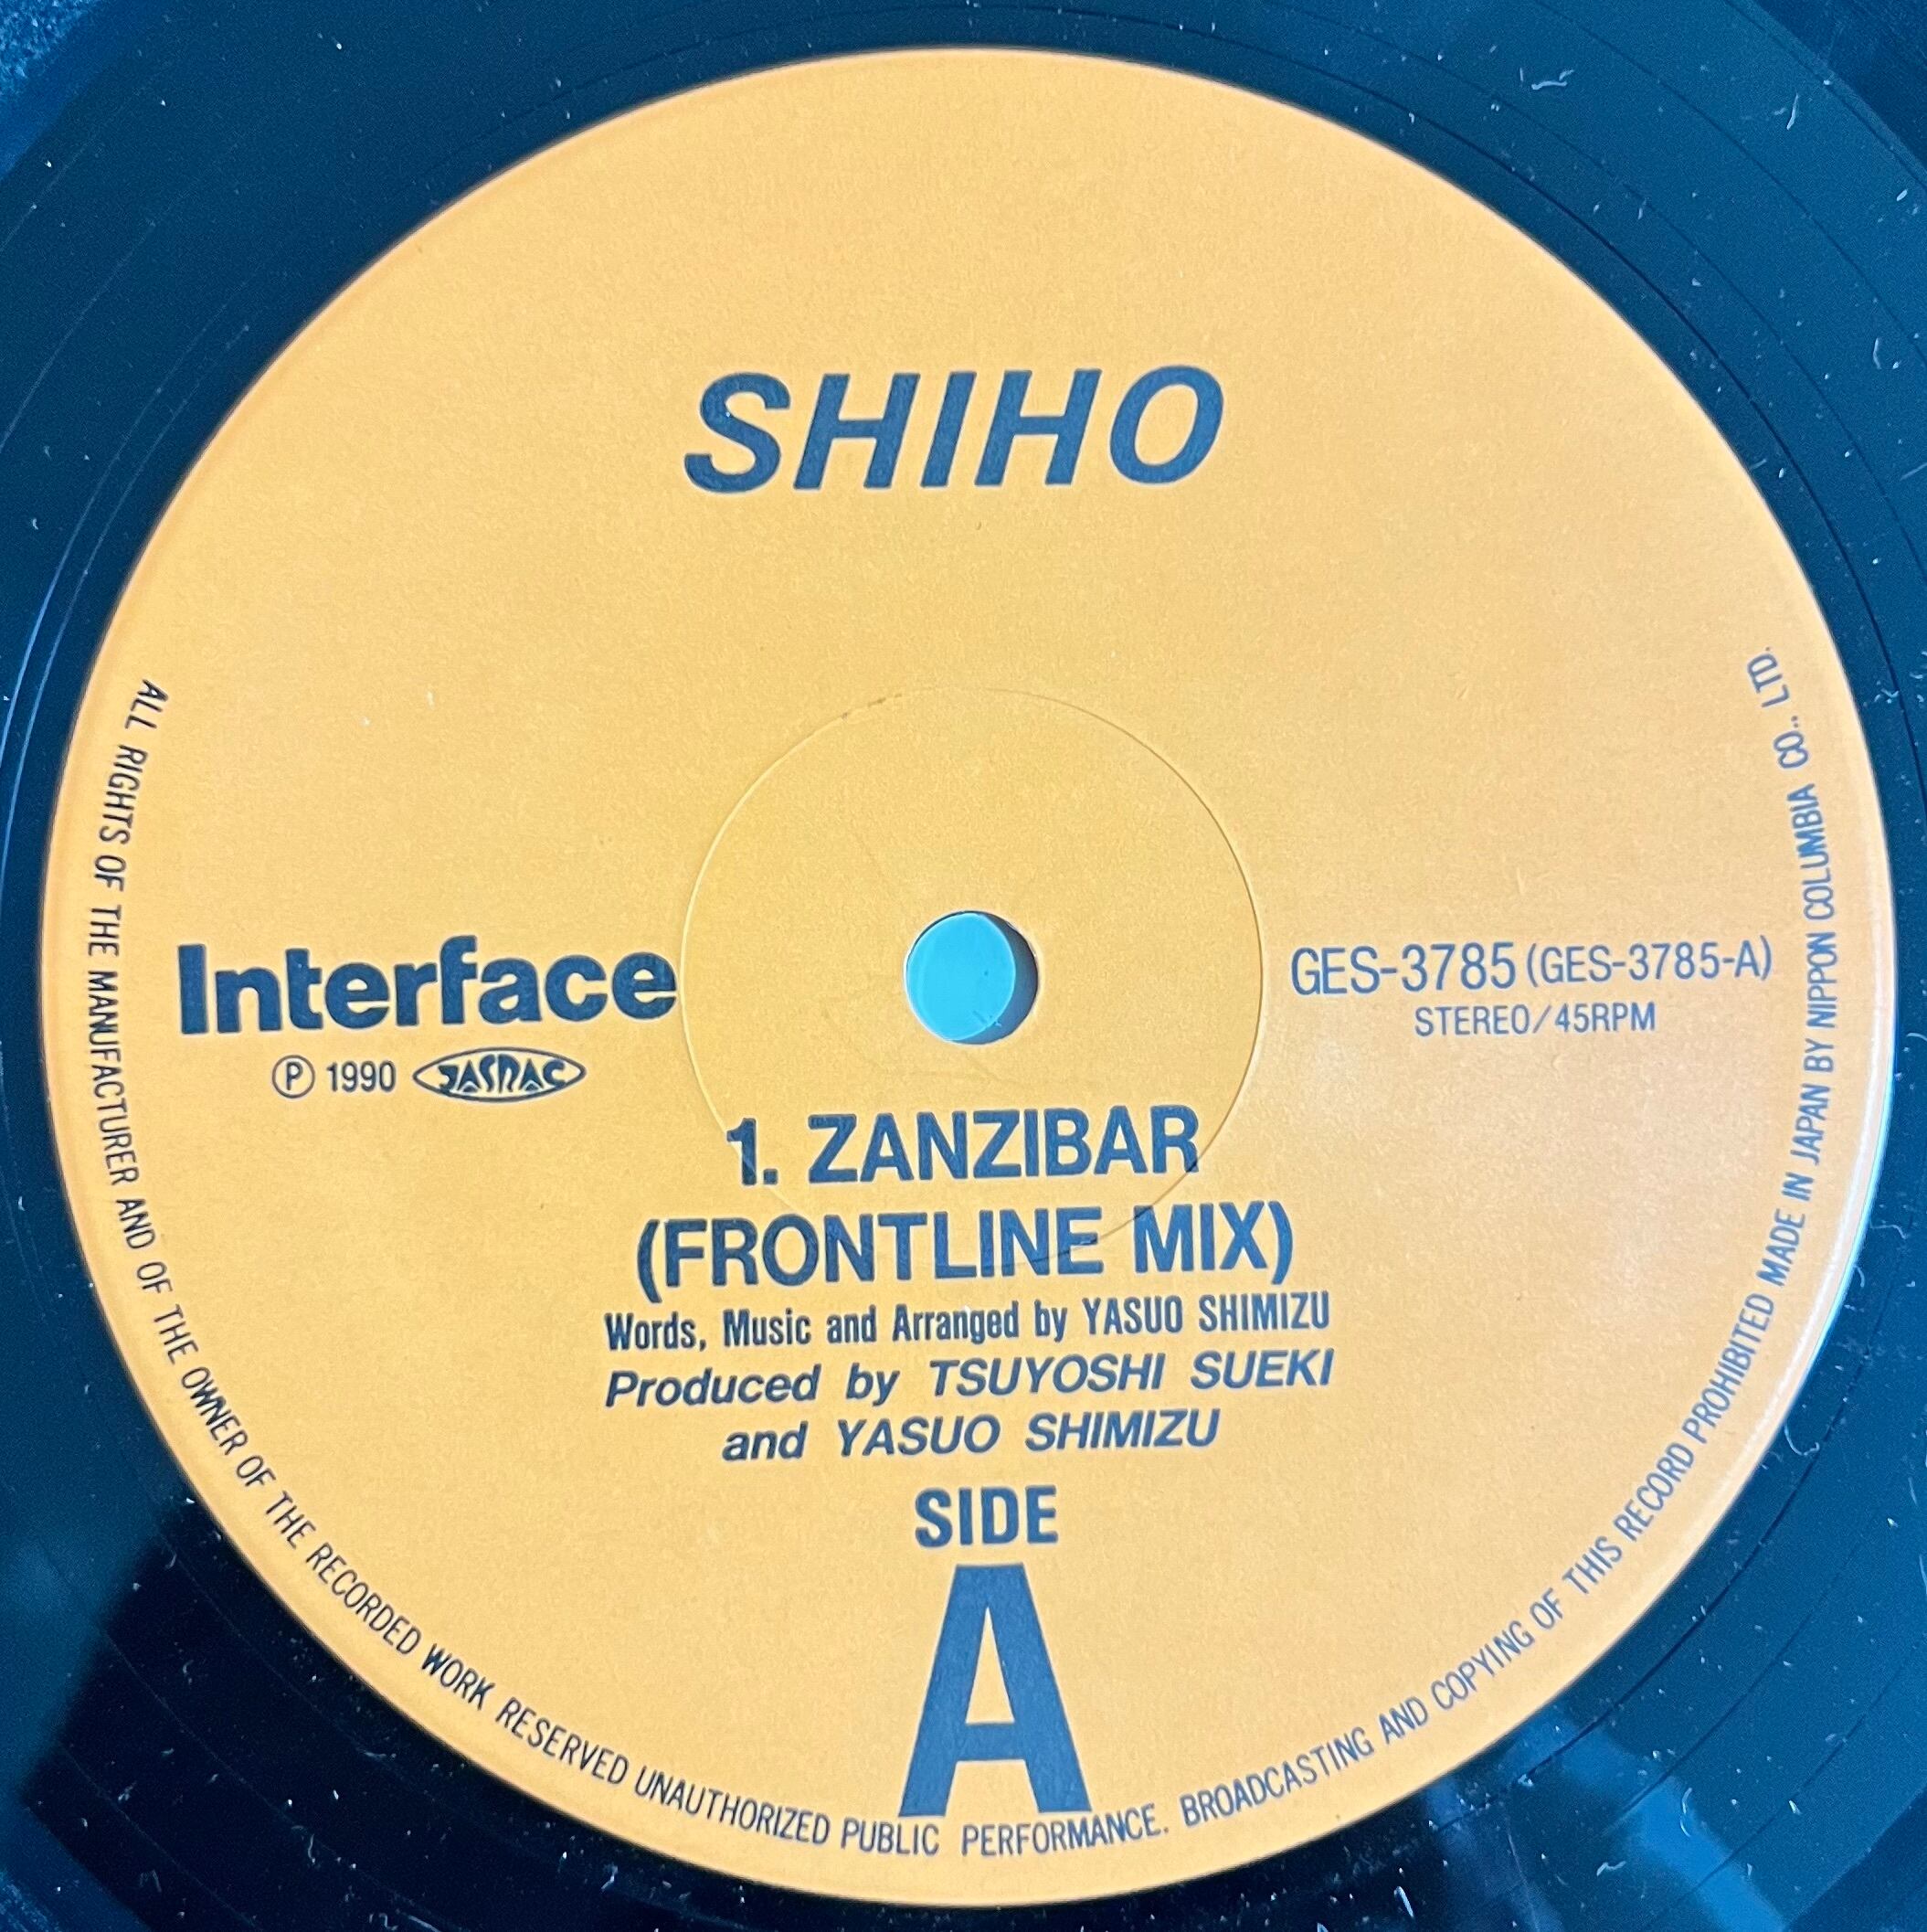 SHIHO
Interface
Ⓟ 1990 JASRAC
GES-3785 (GES-3785-A)
STEREO/45RPM
1. ZANZIBAR
(FRONTLINE MIX)
Words, Music and Arranged by YASUO SHIMIZU
Produced by TSUYOSHI SUEKI
and YASUO SHIMIZU
SIDE
A
ALL RIGHTS OF THE MANUFACTURER AND OF THE OWNER OF THE RECORDED WORK RESERVED UNAUTHORIZED PUBLIC PERFORMANCE. BROADCASTING AND COPYING OF THIS RECORD PROHIBITED MADE IN JAPAN BY NIPPON COLUMBIA CO., LTD.